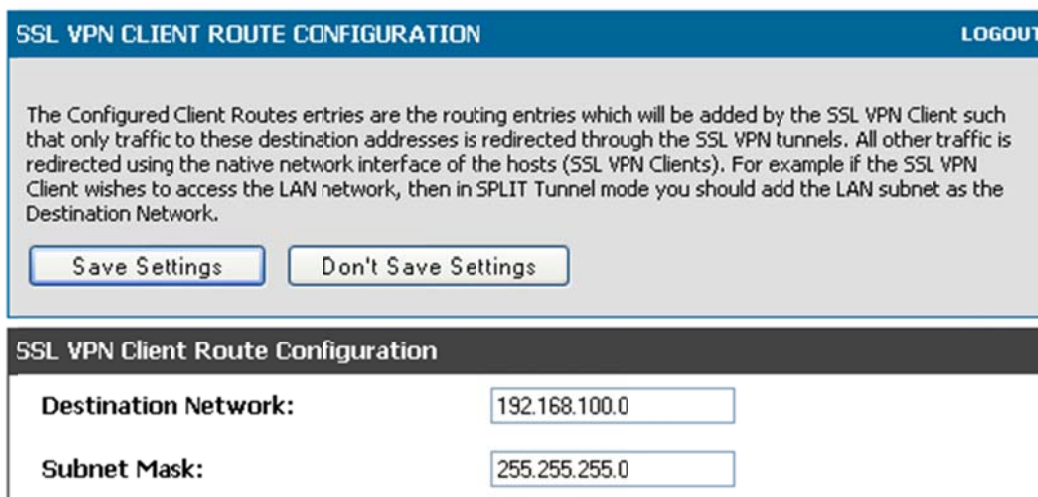 SSL VPN CLIENT ROUTE CONFIGURATION LOGOUT
The Configured Client Routes entries are the routing entries which will be added by the SSL VPN Client such
that only traffic to these destination addresses is redirected through the SSL VPN tunnels. All other traffic is
redirected using the native network interface of the hosts (SSL VPN Clients). For example if the SSL VPN
Client wishes to access the LAN network, then in SPLIT Tunnel mode you should add the LAN subnet as the
Destination Network.
Save Settings Don't Save Settings
SSL VPN Client Route Configuration
Destination Network: 192.168.100.0
Subnet Mask: 255.255.255.0